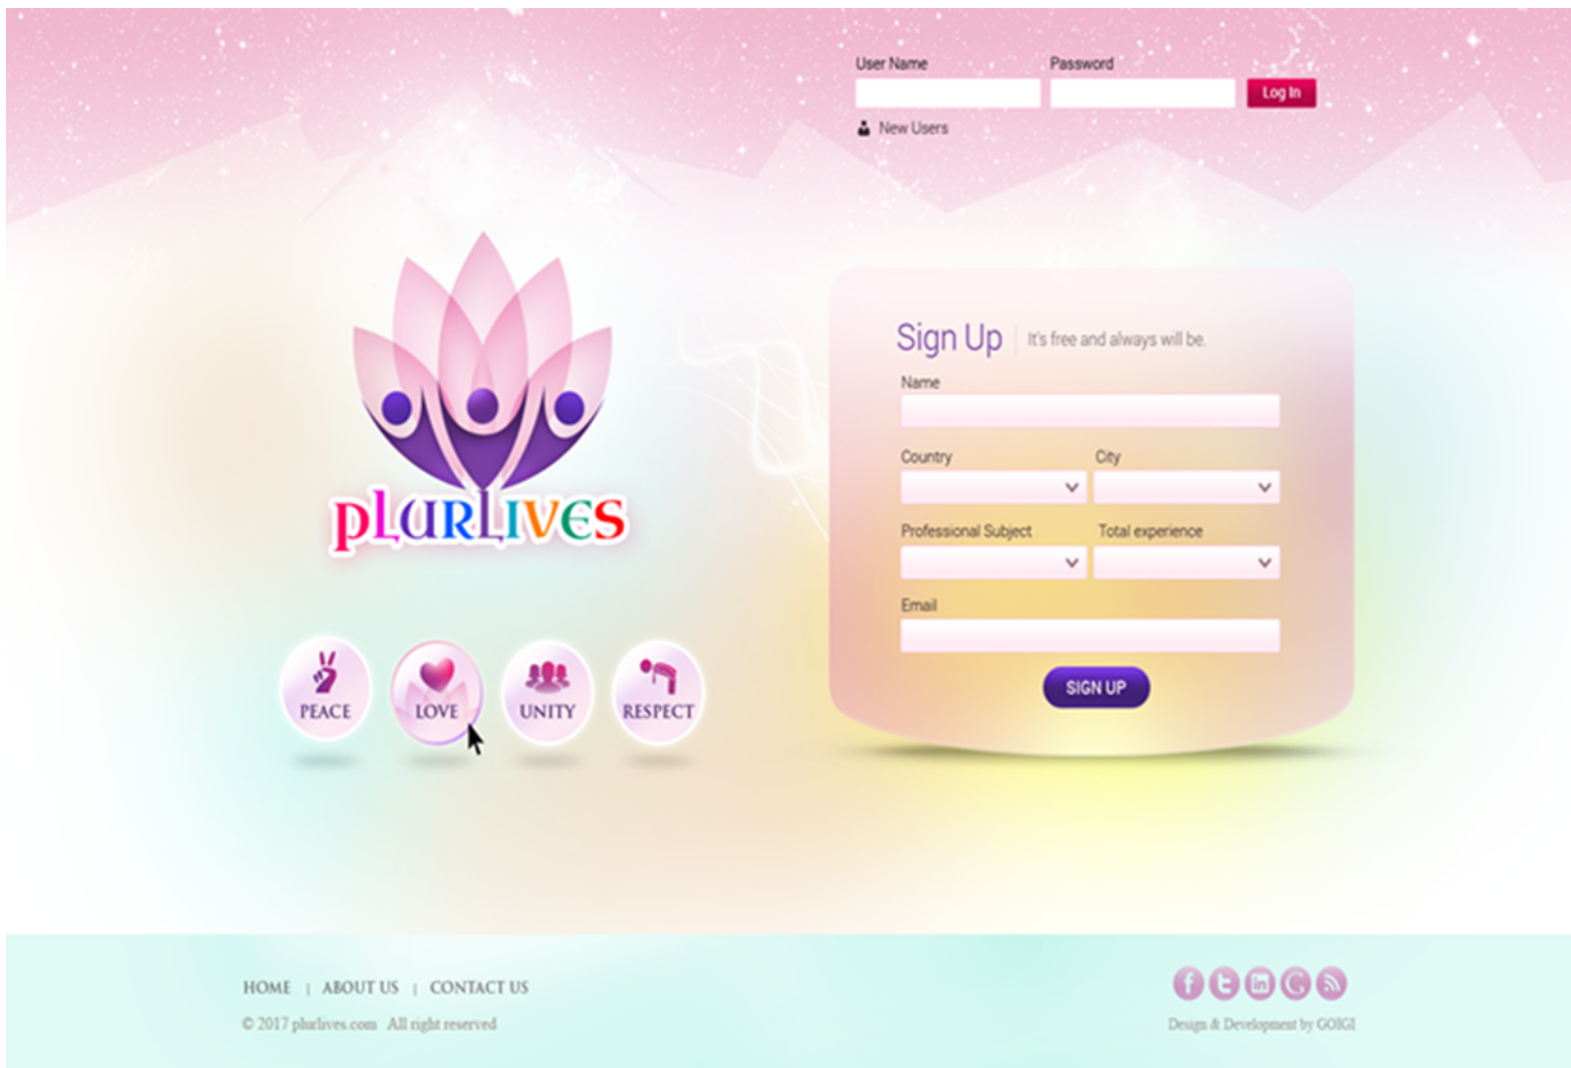 User Name Password
Log In
New Users
Sign Up It's free and always will be.
Name
Country City
Professional Subject Total experience
Email
SIGN UP
plurLives
PEACE LOVE UNITY RESPECT
HOME | ABOUT US | CONTACT US
© 2017 plurlives.com All right reserved
f t in G
Design & Development by GOIGI